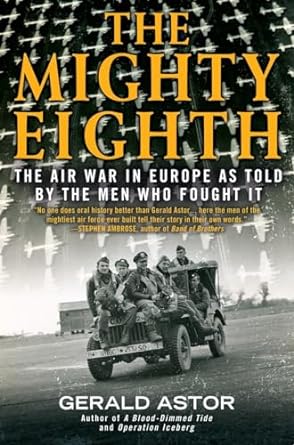 THE
MIGHTY
EIGHTH
THE AIR WAR IN EUROPE AS TOLD
BY THE MEN WHO FOUGHT IT
"No one does oral history better than Gerald Astor... here the men of the
mightiest air force ever built tell their story in their own words."
—STEPHEN AMBROSE, author of Band of Brothers
GERALD ASTOR
Author of A Blood-Dimmed Tide
and Operation Iceberg